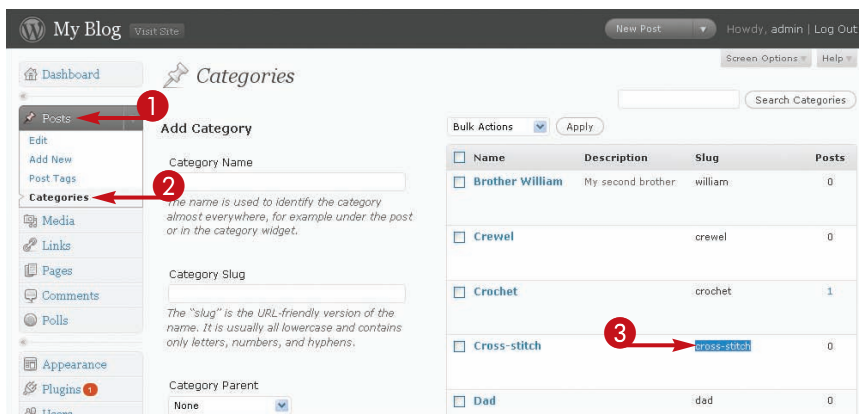 My Blog Visit Site
New Post Howdy, admin | Log Out
Screen Options Help
Dashboard
Categories
Search Categories
1
Posts
Add Category
Bulk Actions Apply
Edit
Add New
Category Name
Name Description Slug Posts
Post Tags
2
Categories
Brother William My second brother william 0
The name is used to identify the category
almost everywhere, for example under the post
or in the category widget.
Media
Links
Crewel crewel 0
Pages
Category Slug
Comments
Crochet crochet 1
Polls
The "slug" is the URL-friendly version of the
name. It is usually all lowercase and contains
only letters, numbers, and hyphens.
3
Cross-stitch cross-stitch 0
Appearance
Plugins 1
Category Parent
None
Dad dad 0
Users